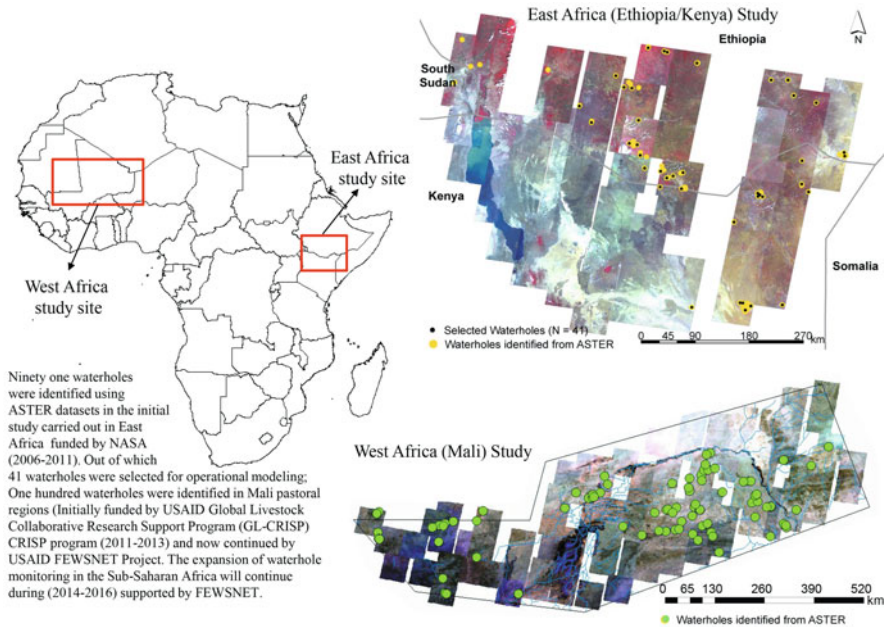 East Africa (Ethiopia/Kenya) Study
N
Ethiopia
South
Sudan
Kenya
Somalia
Selected Waterholes (N = 41)
Waterholes identified from ASTER
0 45 90 180 270
km
East Africa
study site
West Africa
study site
Ninety one waterholes
were identified using
ASTER datasets in the initial
study carried out in East
Africa funded by NASA
(2006-2011). Out of which
41 waterholes were selected for operational modeling;
One hundred waterholes were identified in Mali pastoral
regions (Initially funded by USAID Global Livestock
Collaborative Research Support Program (GL-CRISP)
CRISP program (2011-2013) and now continued by
USAID FEWSNET Project. The expansion of waterhole
monitoring in the Sub-Saharan Africa will continue
during (2014-2016) supported by FEWSNET.
West Africa (Mali) Study
0 65 130 260 390 520
km
Waterholes identified from ASTER